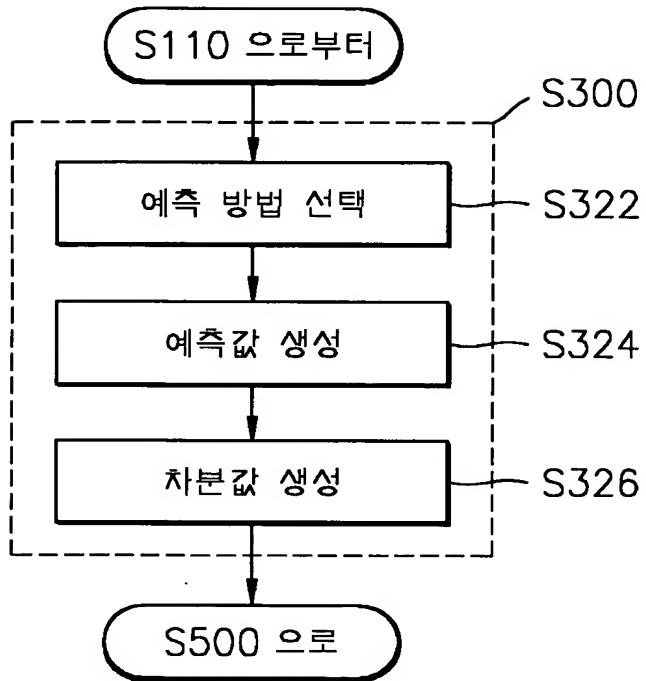 S110 으로부터
S300
예측 방법 선택
S322
예측값 생성
S324
차분값 생성
S326
S500 으로